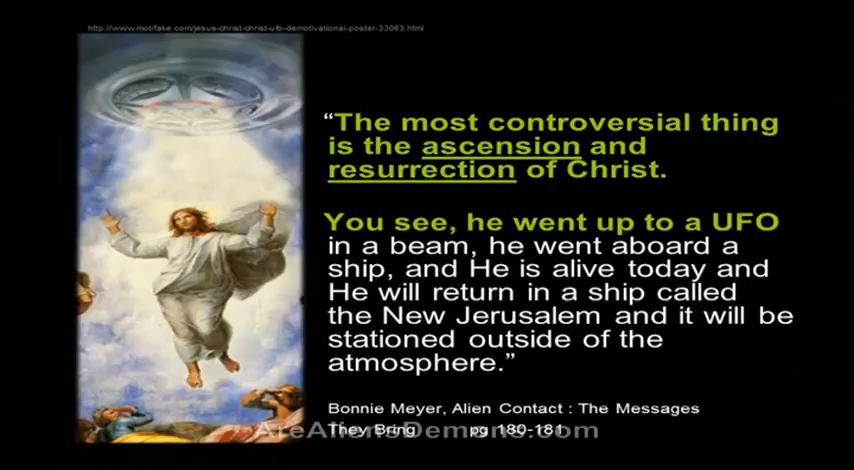 http://www.motifake.com/jesus-christ-christ-ufo-demotivational-poster-33063.html
“The most controversial thing
is the ascension and
resurrection of Christ.
You see, he went up to a UFO
in a beam, he went aboard a
ship, and He is alive today and
He will return in a ship called
the New Jerusalem and it will be
stationed outside of the
atmosphere.”
Bonnie Meyer, Alien Contact : The Messages
They Bring pg 180-181
AreAliensDemons.com